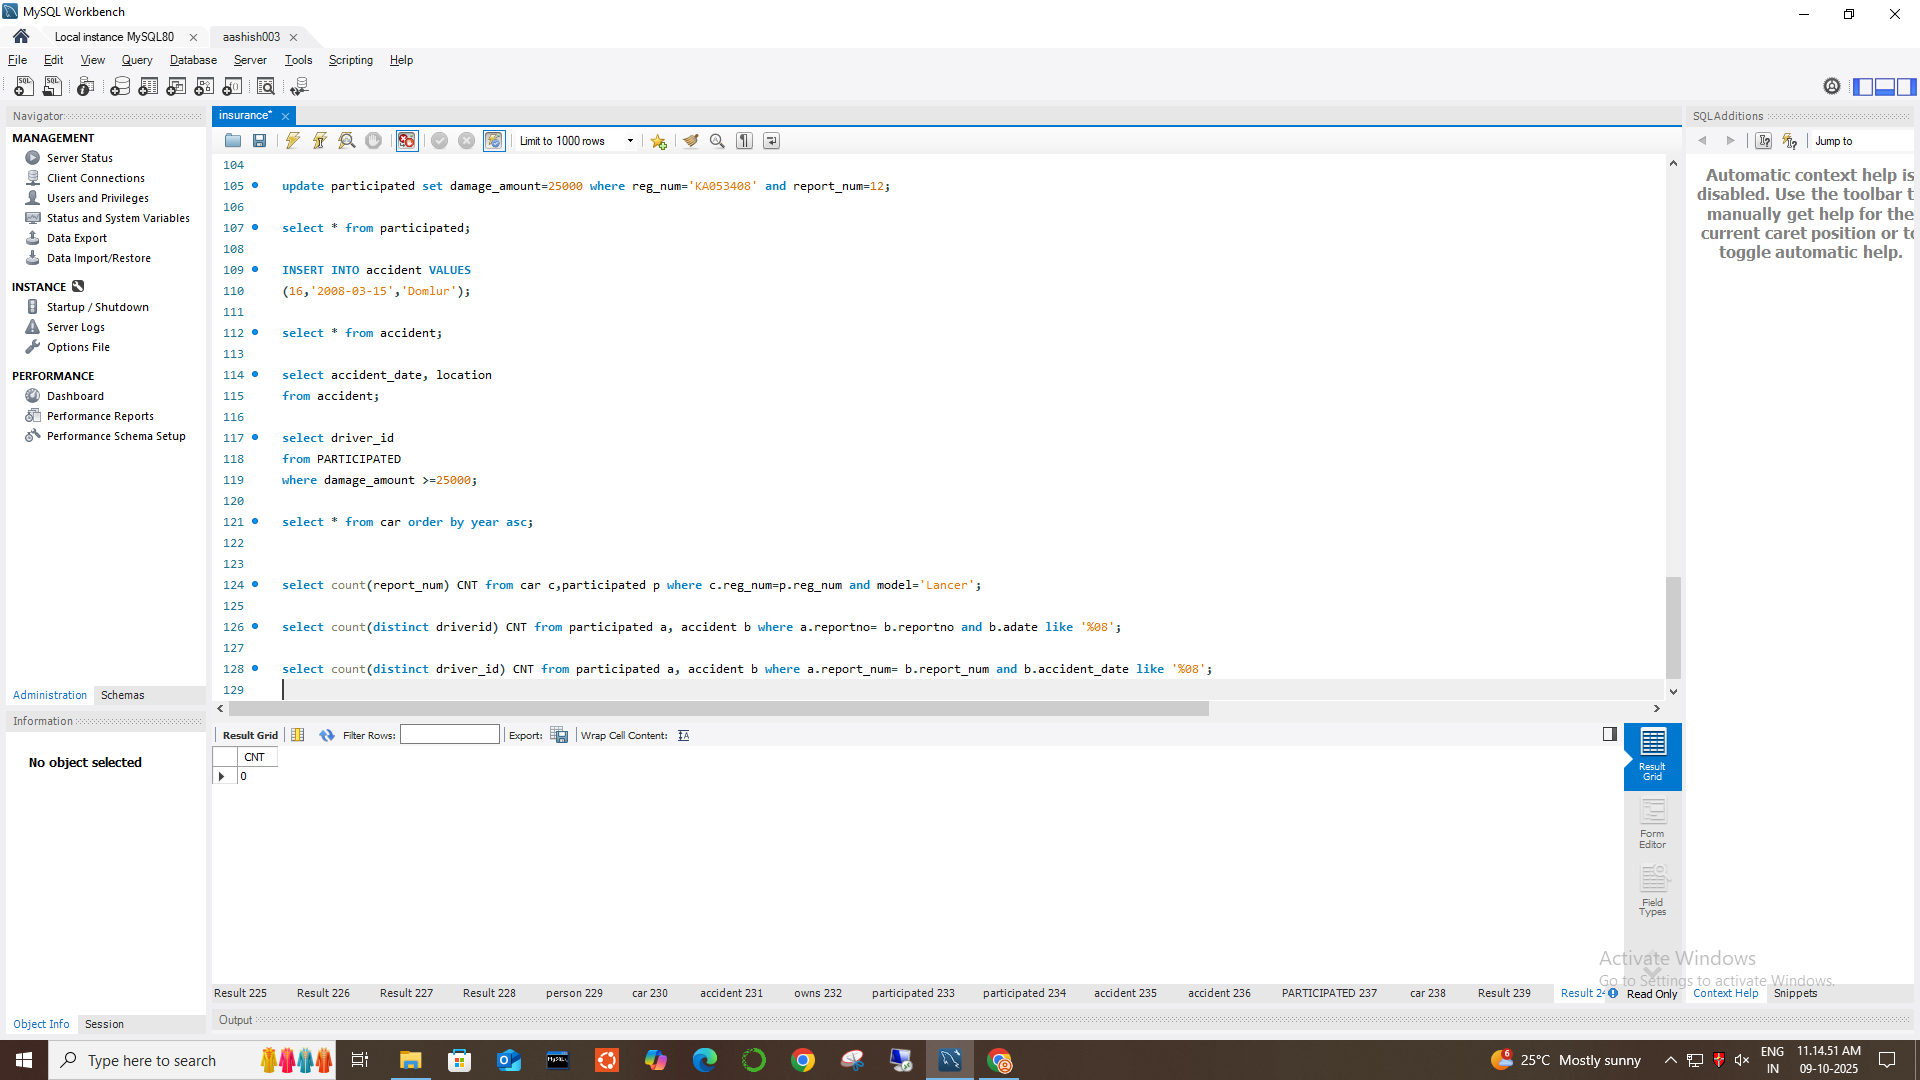 MySQL Workbench
Local instance MySQL80
aashish003
File Edit View Query Database Server Tools Scripting Help
Navigator
insurance*
SQLAdditions
MANAGEMENT
Server Status
Client Connections
Users and Privileges
Status and System Variables
Data Export
Data Import/Restore
INSTANCE
Startup / Shutdown
Server Logs
Options File
PERFORMANCE
Dashboard
Performance Reports
Performance Schema Setup
Administration Schemas
Information
No object selected
Object Info Session
Limit to 1000 rows
104
105 update participated set damage_amount=25000 where reg_num='KA053408' and report_num=12;
106
107 select * from participated;
108
109 INSERT INTO accident VALUES
110 (16,'2008-03-15','Domlur');
111
112 select * from accident;
113
114 select accident_date, location
115 from accident;
116
117 select driver_id
118 from PARTICIPATED
119 where damage_amount >=25000;
120
121 select * from car order by year asc;
122
123
124 select count(report_num) CNT from car c,participated p where c.reg_num=p.reg_num and model='Lancer';
125
126 select count(distinct driverid) CNT from participated a, accident b where a.reportno= b.reportno and b.adate like '%08';
127
128 select count(distinct driver_id) CNT from participated a, accident b where a.report_num= b.report_num and b.accident_date like '%08';
129
Result Grid Filter Rows: Export: Wrap Cell Content:
CNT
0
Result Grid
Form Editor
Field Types
Result 225 Result 226 Result 227 Result 228 person 229 car 230 accident 231 owns 232 participated 233 participated 234 accident 235 accident 236 PARTICIPATED 237 car 238 Result 239 Result 24 Read Only
Output
Jump to
Automatic context help is
disabled. Use the toolbar t
manually get help for the
current caret position or to
toggle automatic help.
Context Help Snippets
Activate Windows
Go to Settings to activate Windows.
Type here to search
25°C Mostly sunny
ENG
IN
11.14.51 AM
09-10-2025